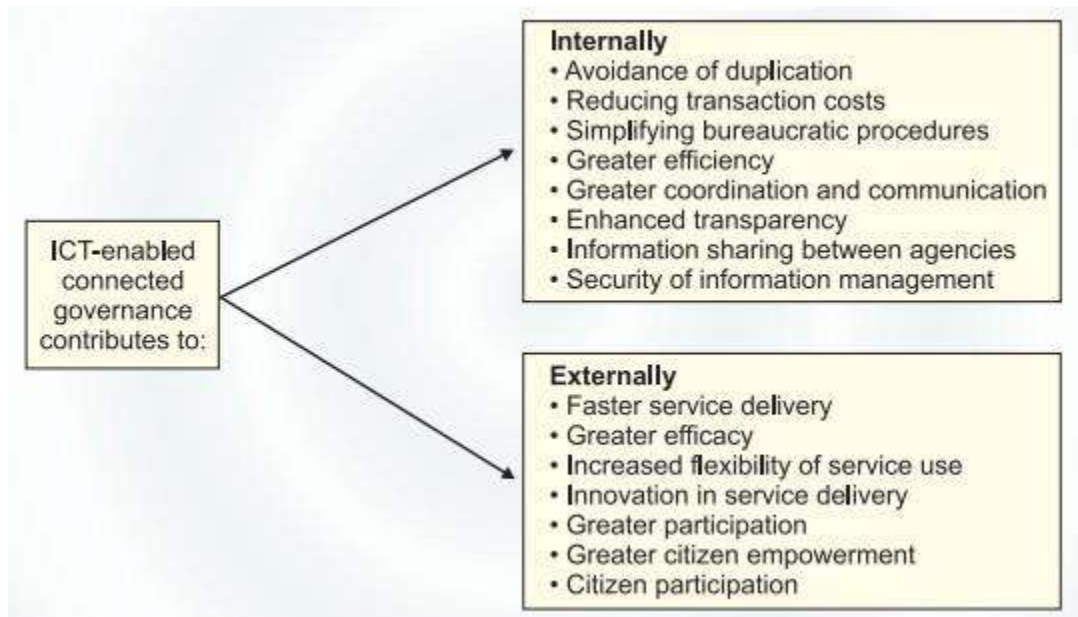 ICT-enabled
connected
governance
contributes to:
Internally
• Avoidance of duplication
• Reducing transaction costs
• Simplifying bureaucratic procedures
• Greater efficiency
• Greater coordination and communication
• Enhanced transparency
• Information sharing between agencies
• Security of information management
Externally
• Faster service delivery
• Greater efficacy
• Increased flexibility of service use
• Innovation in service delivery
• Greater participation
• Greater citizen empowerment
• Citizen participation